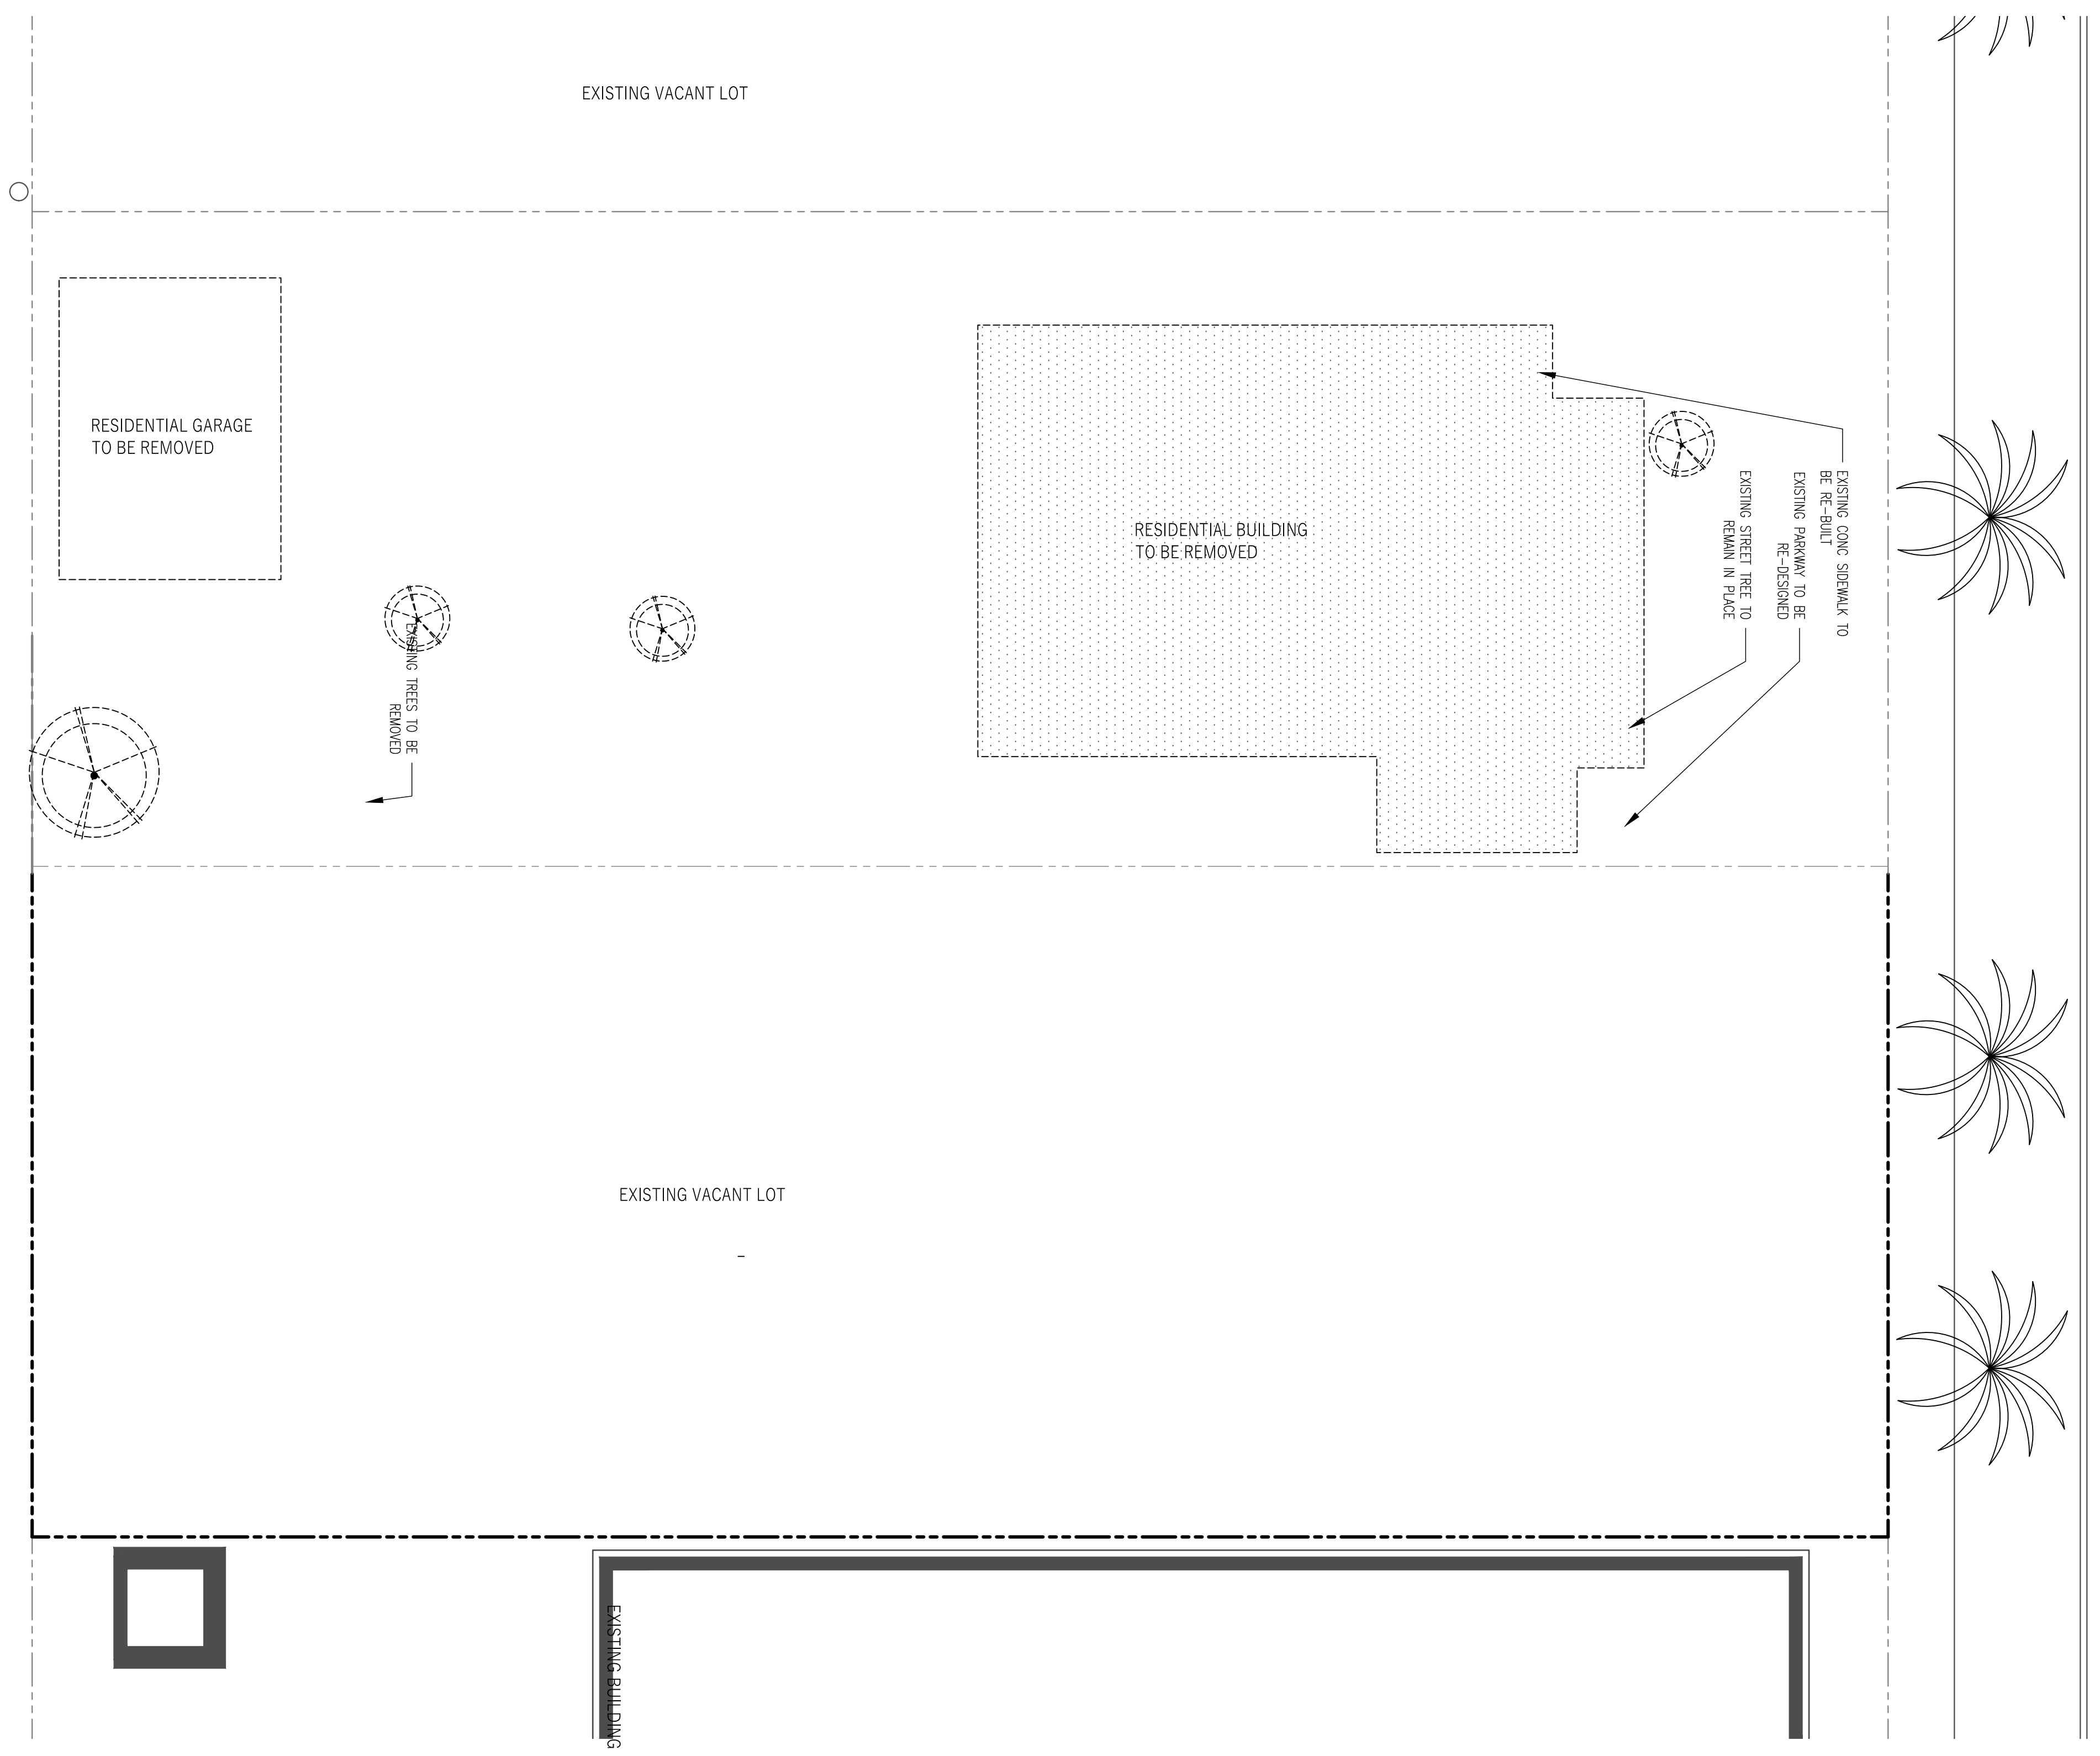 EXISTING VACANT LOT
RESIDENTIAL GARAGE
TO BE REMOVED
RESIDENTIAL BUILDING
TO BE REMOVED
EXISTING CONC SIDEWALK TO
BE RE-BUILT
EXISTING PARKWAY TO BE
RE-DESIGNED
EXISTING STREET TREE TO
REMAIN IN PLACE
EXISTING TREES TO BE
REMOVED
EXISTING VACANT LOT
EXISTING BUILDING